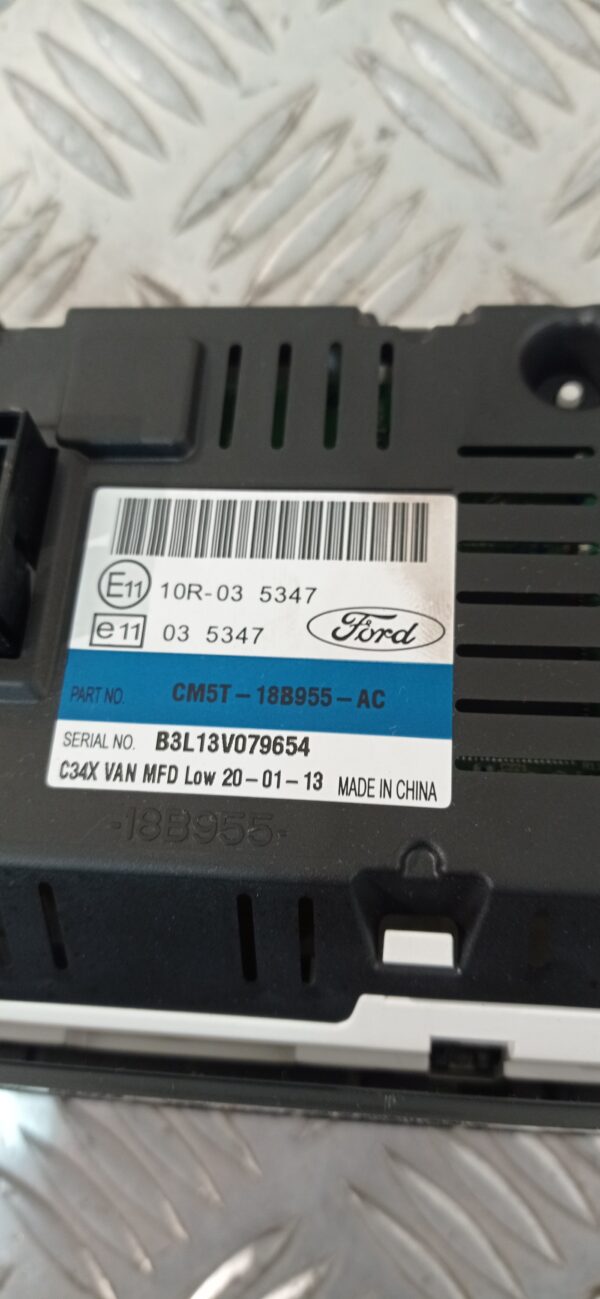 E11 10R-03 5347
e11 03 5347
Ford
PART NO. CM5T-18B955-AC
SERIAL NO. B3L13V079654
C34X VAN MFD Low 20-01-13 MADE IN CHINA
-18B955-